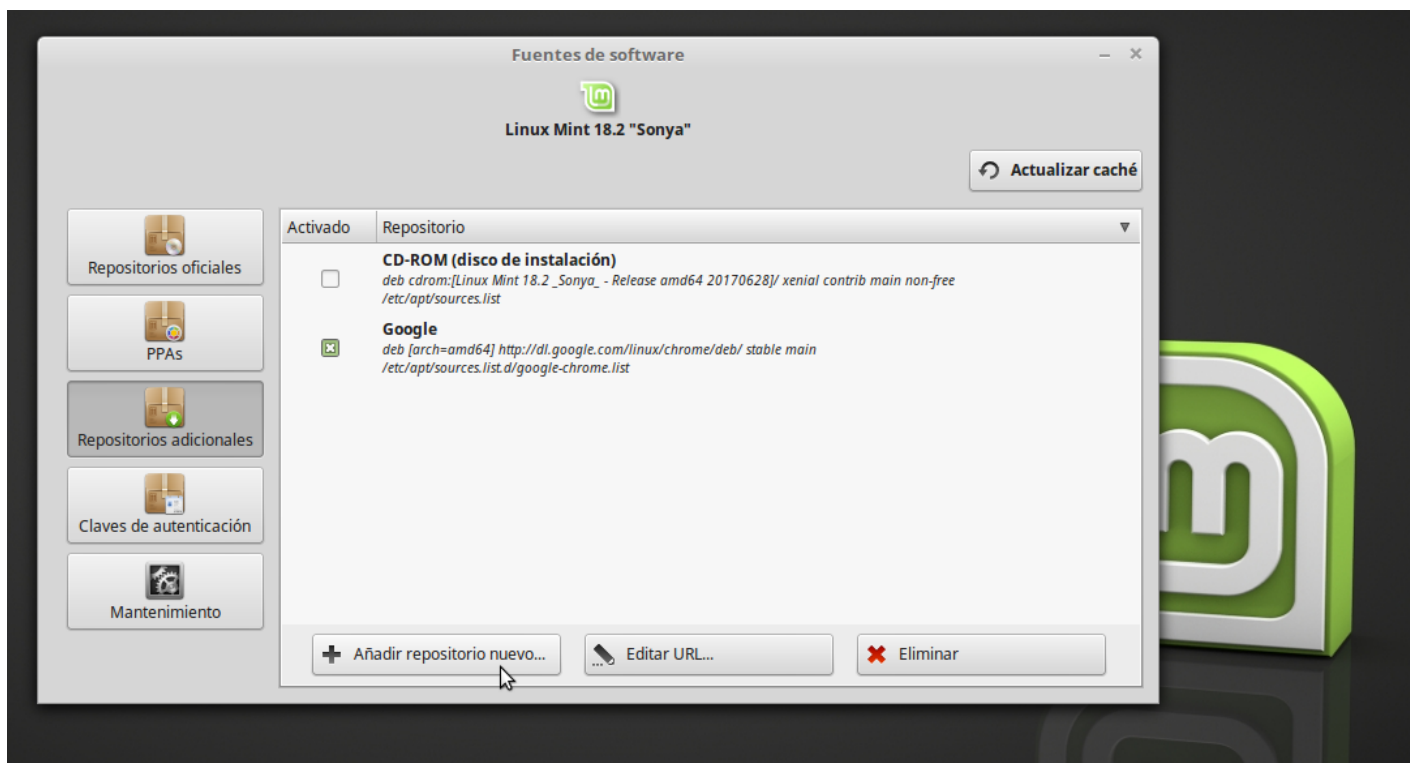 Fuentes de software
Linux Mint 18.2 "Sonya"
Actualizar caché
Repositorios oficiales
PPAs
Repositorios adicionales
Claves de autenticación
Mantenimiento
Activado Repositorio
CD-ROM (disco de instalación)
deb cdrom:[Linux Mint 18.2 _Sonya_ - Release amd64 20170628]/ xenial contrib main non-free
/etc/apt/sources.list
Google
deb [arch=amd64] http://dl.google.com/linux/chrome/deb/ stable main
/etc/apt/sources.list.d/google-chrome.list
Añadir repositorio nuevo... Editar URL... Eliminar